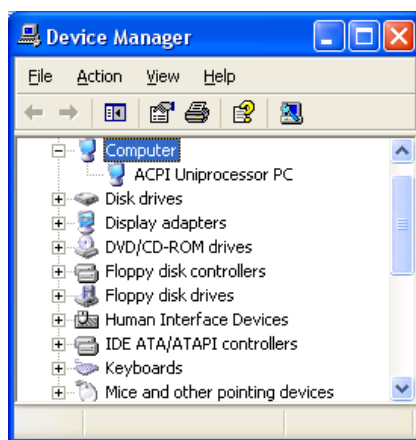 Device Manager
File Action View Help
Computer
ACPI Uniprocessor PC
Disk drives
Display adapters
DVD/CD-ROM drives
Floppy disk controllers
Floppy disk drives
Human Interface Devices
IDE ATA/ATAPI controllers
Keyboards
Mice and other pointing devices